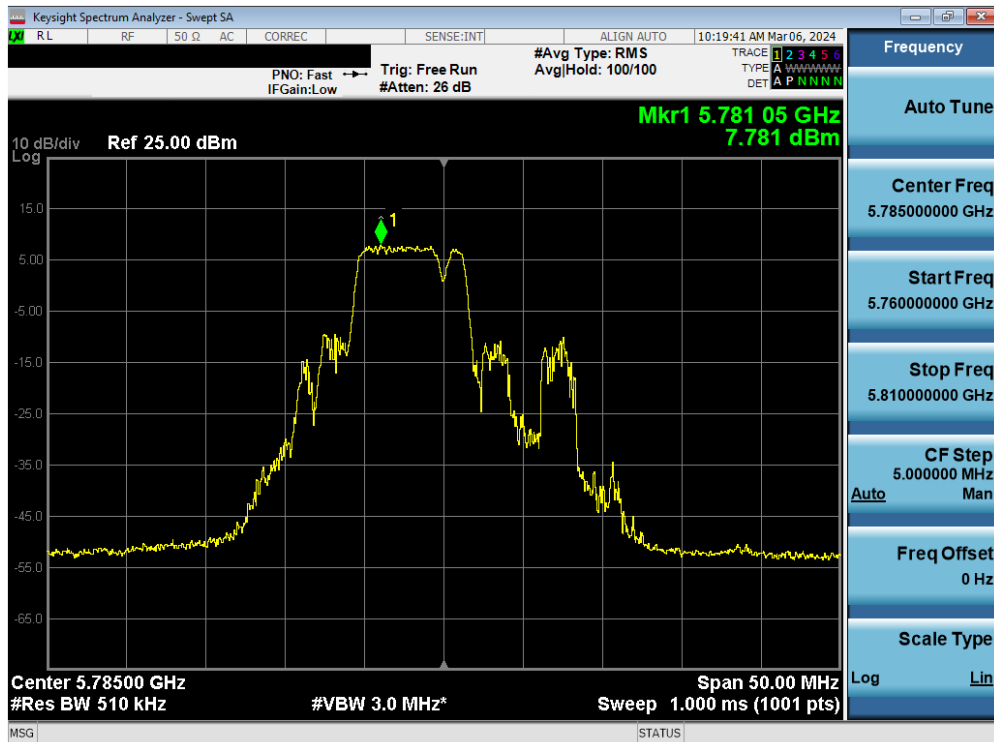 Keysight Spectrum Analyzer - Swept SA
LXI RL RF 50 Ω AC CORREC SENSE:INT ALIGN AUTO 10:19:41 AM Mar 06, 2024
#Avg Type: RMS TRACE 1 2 3 4 5 6
PNO: Fast Trig: Free Run Avg|Hold: 100/100 TYPE A WWWWW
IFGain:Low #Atten: 26 dB DET A P N N N N
Mkr1 5.781 05 GHz
7.781 dBm
10 dB/div Ref 25.00 dBm
Log
1
15.0
5.00
-5.00
-15.0
-25.0
-35.0
-45.0
-55.0
-65.0
Center 5.78500 GHz Span 50.00 MHz
#Res BW 510 kHz #VBW 3.0 MHz* Sweep 1.000 ms (1001 pts)
MSG STATUS
Frequency
Auto Tune
Center Freq
5.785000000 GHz
Start Freq
5.760000000 GHz
Stop Freq
5.810000000 GHz
CF Step
5.000000 MHz
Auto Man
Freq Offset
0 Hz
Scale Type
Log Lin